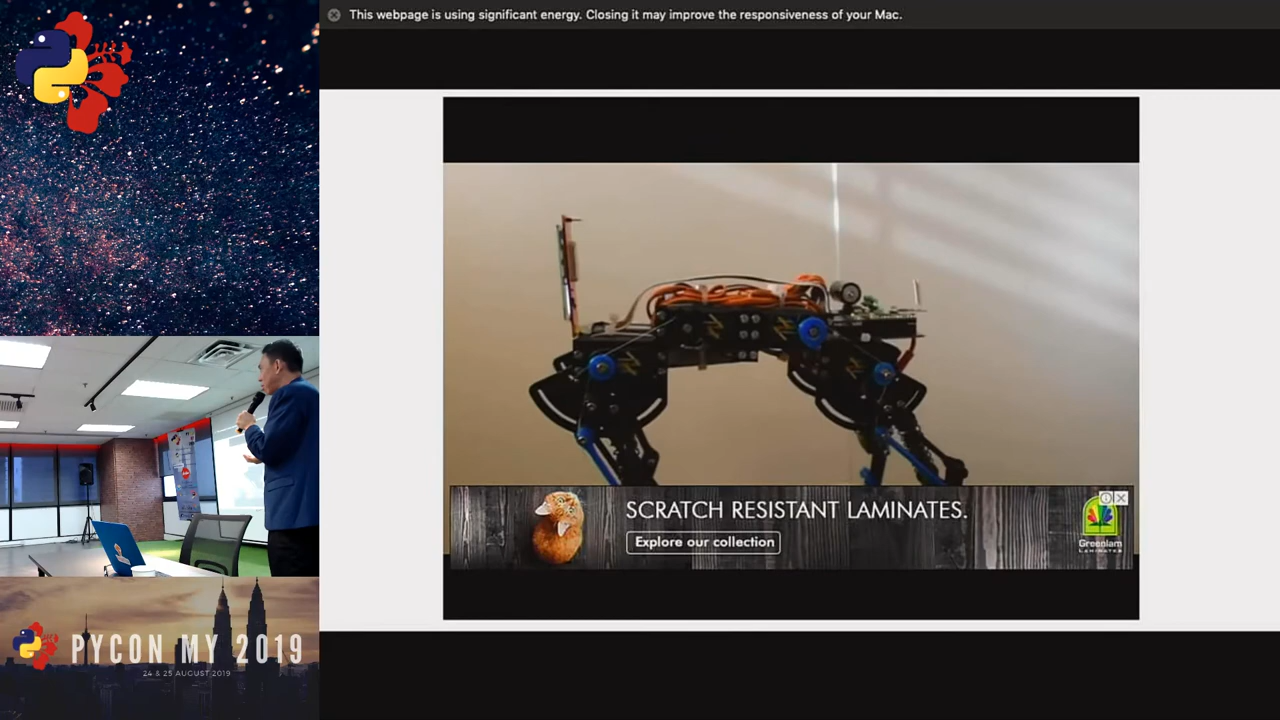 This webpage is using significant energy. Closing it may improve the responsiveness of your Mac.
SCRATCH RESISTANT LAMINATES.
Explore our collection
Greenlam
LAMINATES
PYCON MY 2019
24 & 25 AUGUST 2019